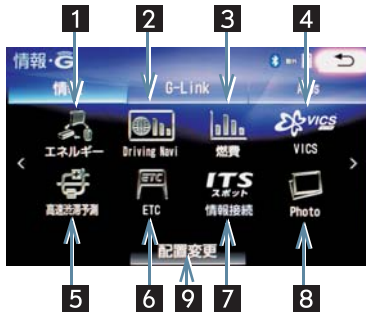 1 2 3 4
情報・G
情 G-Link
エネルギー Driving Navi 燃費 VICS VICS
ETC ITS スポット
高速渋滞予測 ETC 情報接続 Photo
配置変更
5 6 9 7 8